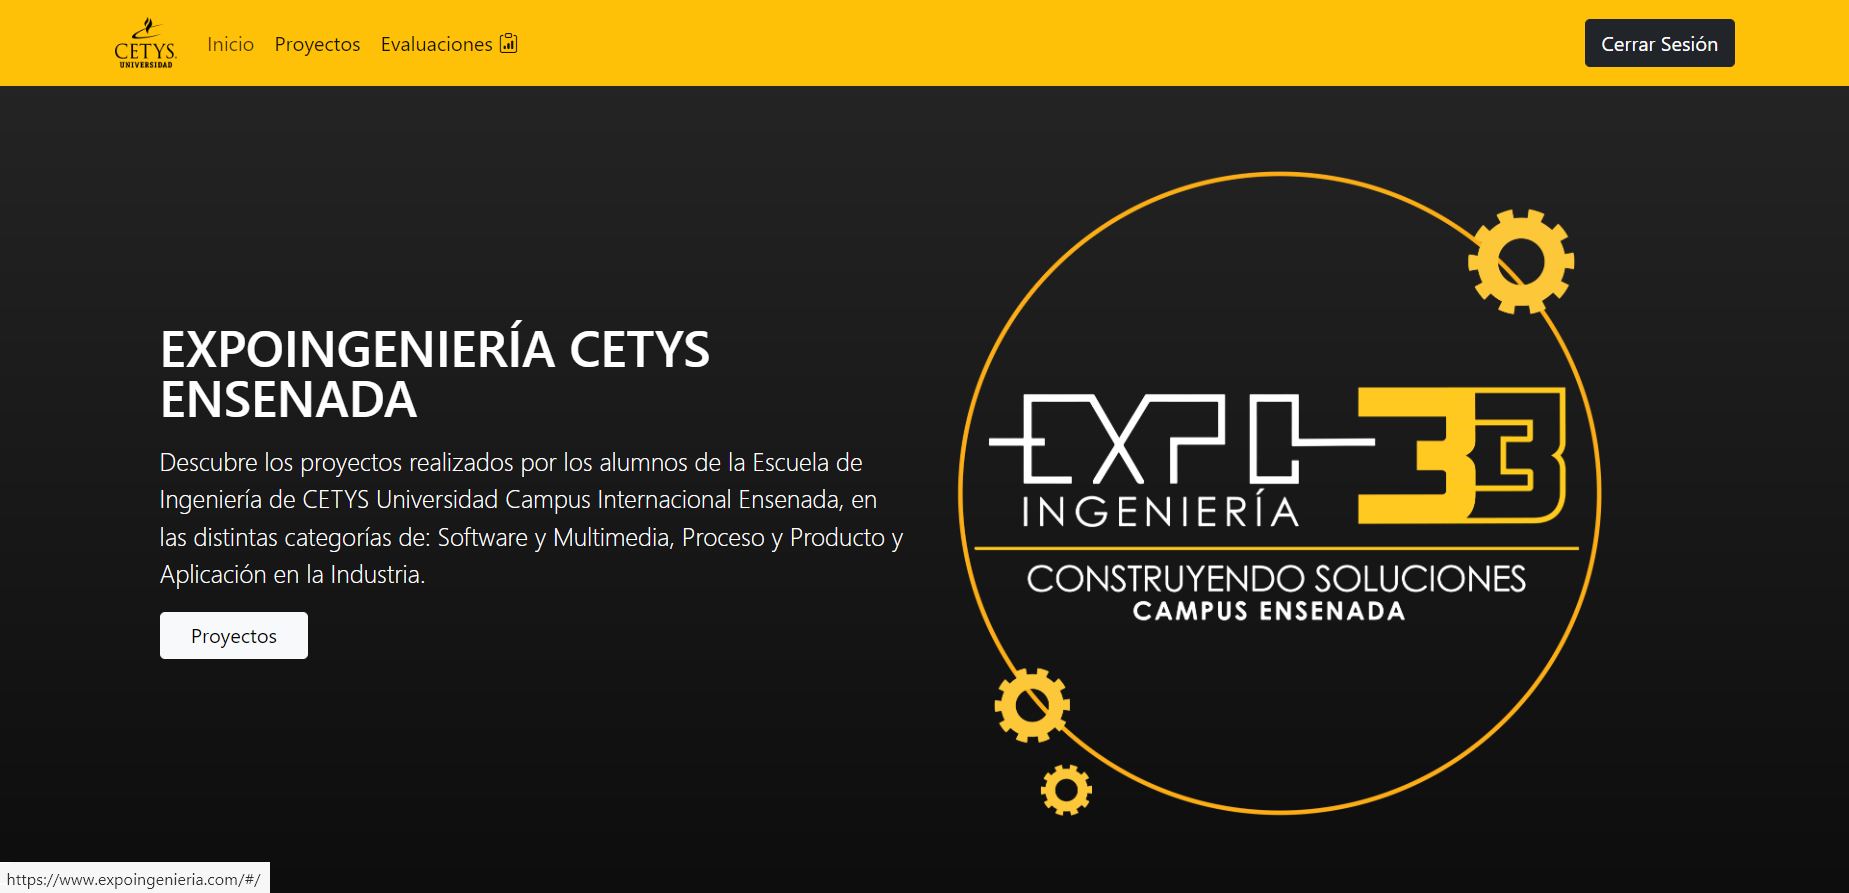 CETYS
UNIVERSIDAD
Inicio
Proyectos
Evaluaciones
Cerrar Sesión
EXPOINGENIERÍA CETYS
ENSENADA
Descubre los proyectos realizados por los alumnos de la Escuela de
Ingeniería de CETYS Universidad Campus Internacional Ensenada, en
las distintas categorías de: Software y Multimedia, Proceso y Producto y
Aplicación en la Industria.
Proyectos
EXPO 33
INGENIERÍA
CONSTRUYENDO SOLUCIONES
CAMPUS ENSENADA
https://www.expoingenieria.com/#/